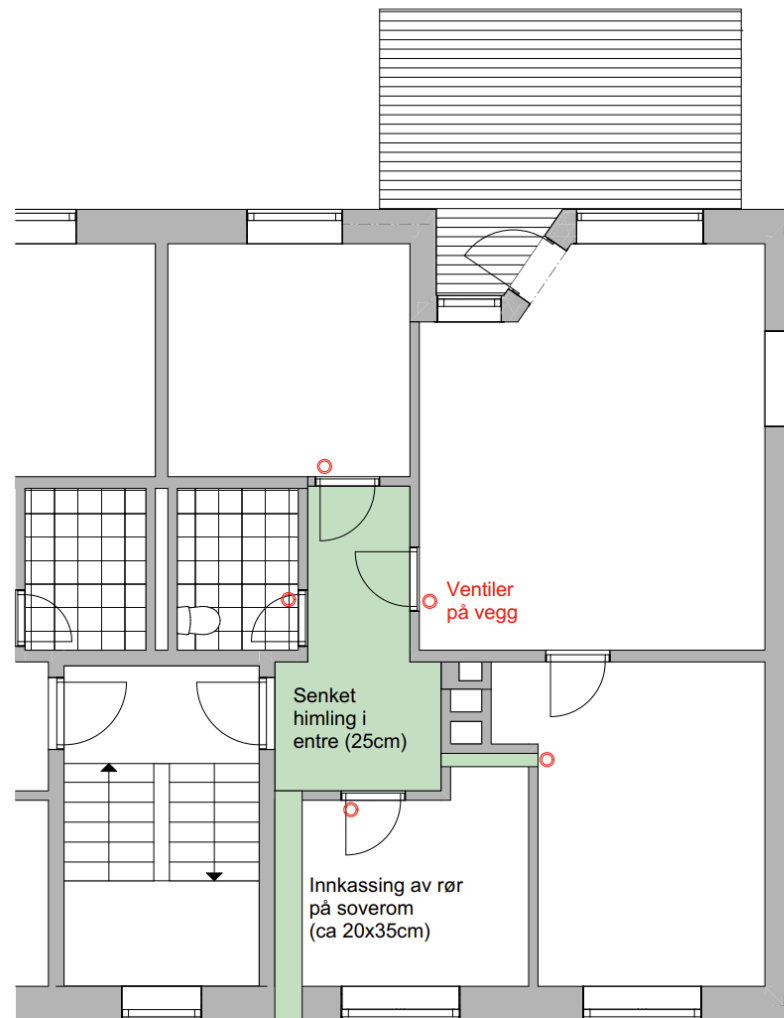 Ventiler
på vegg
Senket
himling i
entre (25cm)
Innkassing av rør
på soverom
(ca 20x35cm)